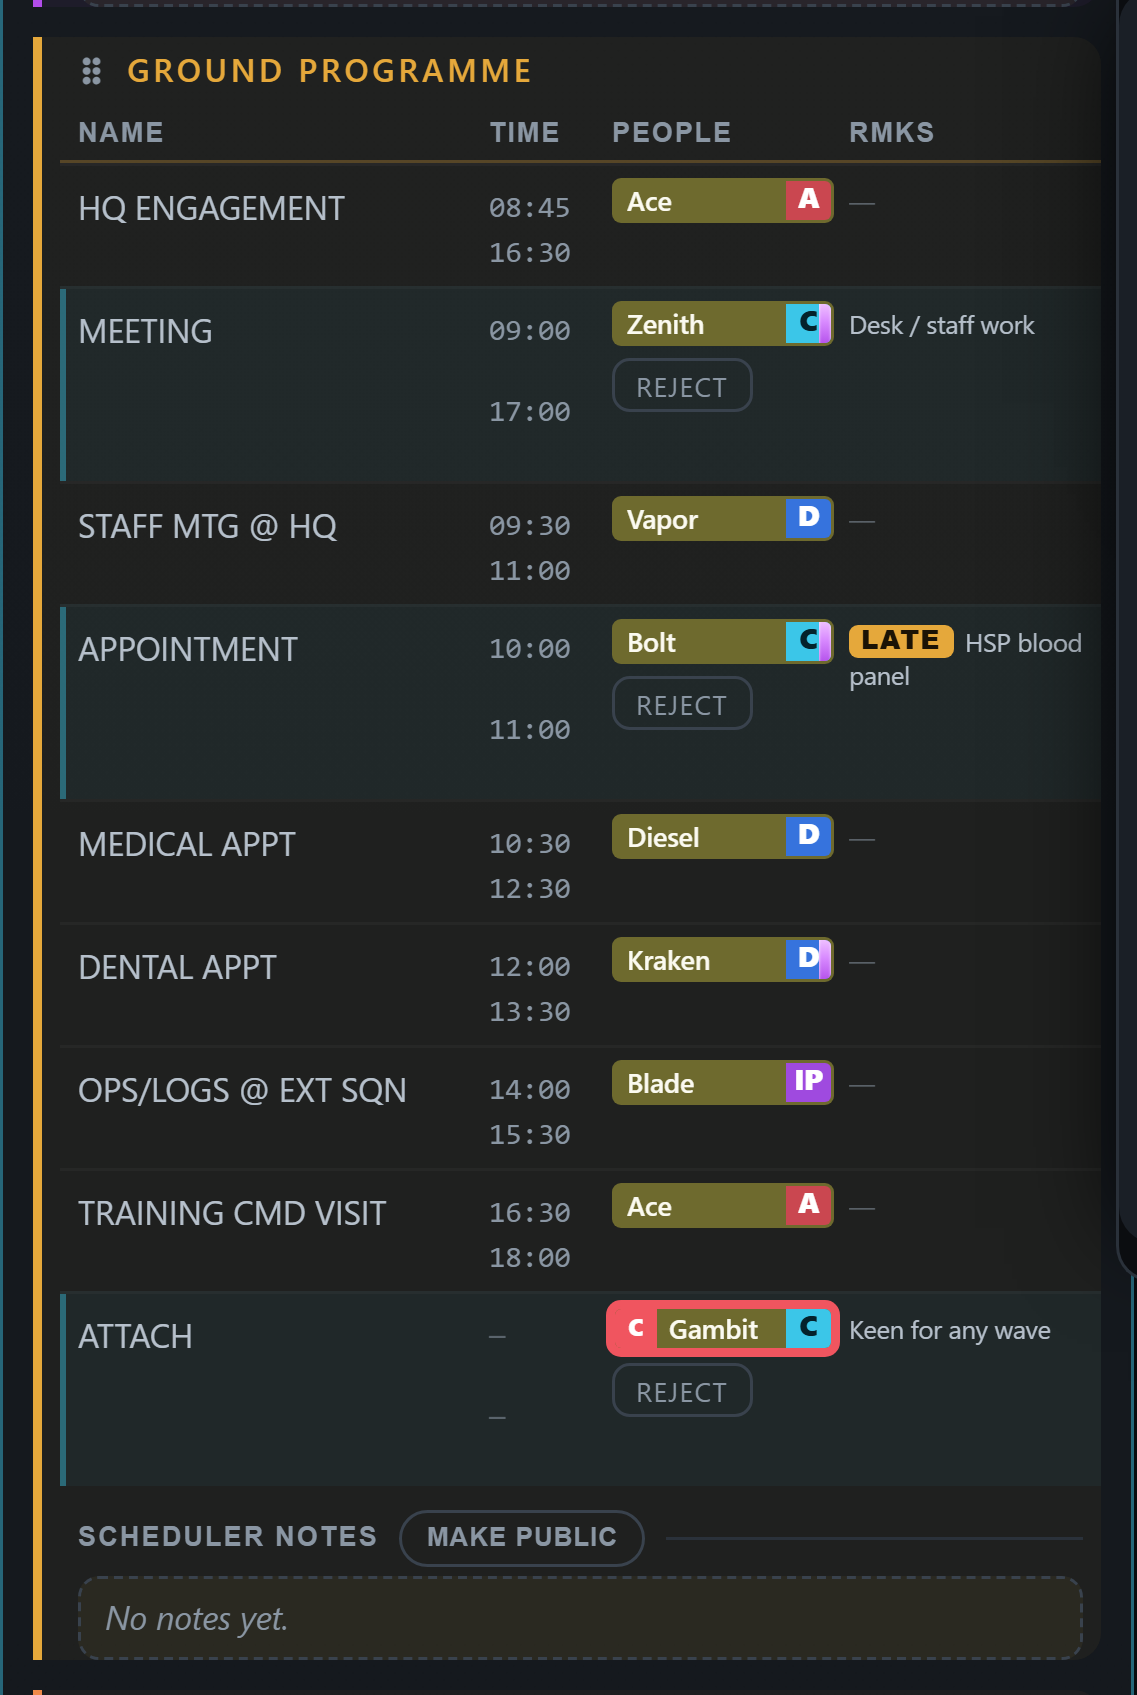 GROUND PROGRAMME
NAME TIME PEOPLE RMKS
HQ ENGAGEMENT 08:45 Ace A —
16:30
MEETING 09:00 Zenith C Desk / staff work
REJECT
17:00
STAFF MTG @ HQ 09:30 Vapor D —
11:00
APPOINTMENT 10:00 Bolt C LATE HSP blood
panel
REJECT
11:00
MEDICAL APPT 10:30 Diesel D —
12:30
DENTAL APPT 12:00 Kraken D —
13:30
OPS/LOGS @ EXT SQN 14:00 Blade IP —
15:30
TRAINING CMD VISIT 16:30 Ace A —
18:00
ATTACH – C Gambit C Keen for any wave
REJECT
–
SCHEDULER NOTES MAKE PUBLIC
No notes yet.